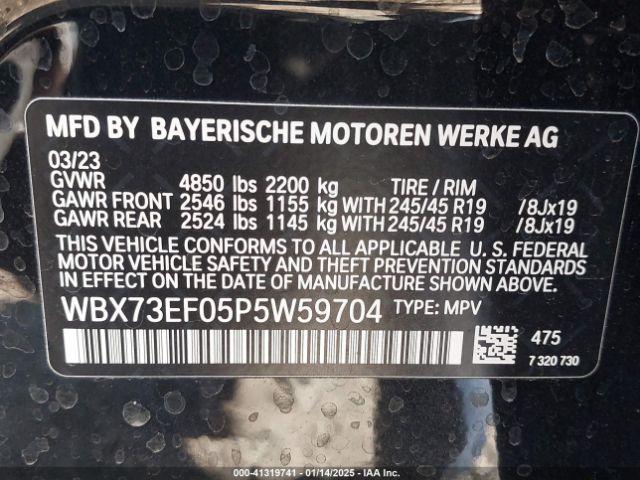 MFD BY BAYERISCHE MOTOREN WERKE AG
03/23
GVWR 4850 lbs 2200 kg TIRE / RIM
GAWR FRONT 2546 lbs 1155 kg WITH 245/45 R19 /8Jx19
GAWR REAR 2524 lbs 1145 kg WITH 245/45 R19 /8Jx19
THIS VEHICLE CONFORMS TO ALL APPLICABLE U. S. FEDERAL
MOTOR VEHICLE SAFETY AND THEFT PREVENTION STANDARDS
IN EFFECT ON THE DATE OF MANUFACTURE SHOWN ABOVE.
WBX73EF05P5W59704 TYPE: MPV
475
7 320 730
000-41319741 - 01/14/2025 - IAA Inc.